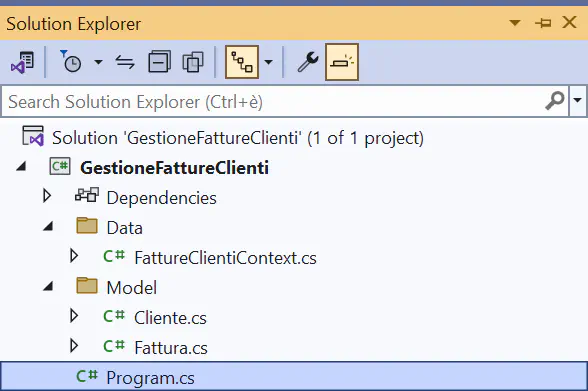 Solution Explorer
Search Solution Explorer (Ctrl+è)
Solution 'GestioneFattureClienti' (1 of 1 project)
C# GestioneFattureClienti
Dependencies
Data
C# FattureClientiContext.cs
Model
C# Cliente.cs
C# Fattura.cs
C# Program.cs